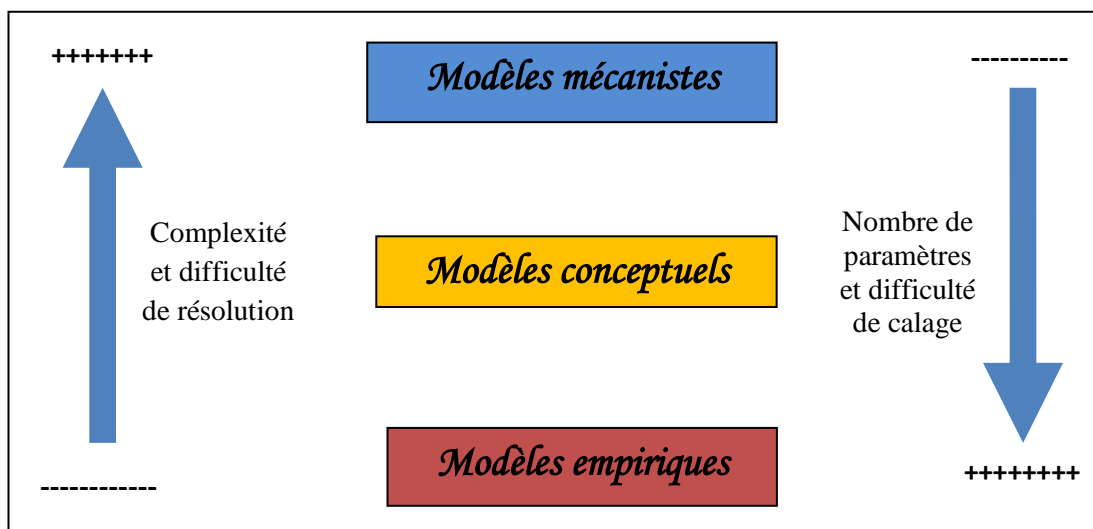 +++++++
Modèles mécanistes
----------
Complexité
et difficulté
de résolution
Modèles conceptuels
Nombre de
paramètres
et difficulté
de calage
Modèles empiriques
------------
++++++++